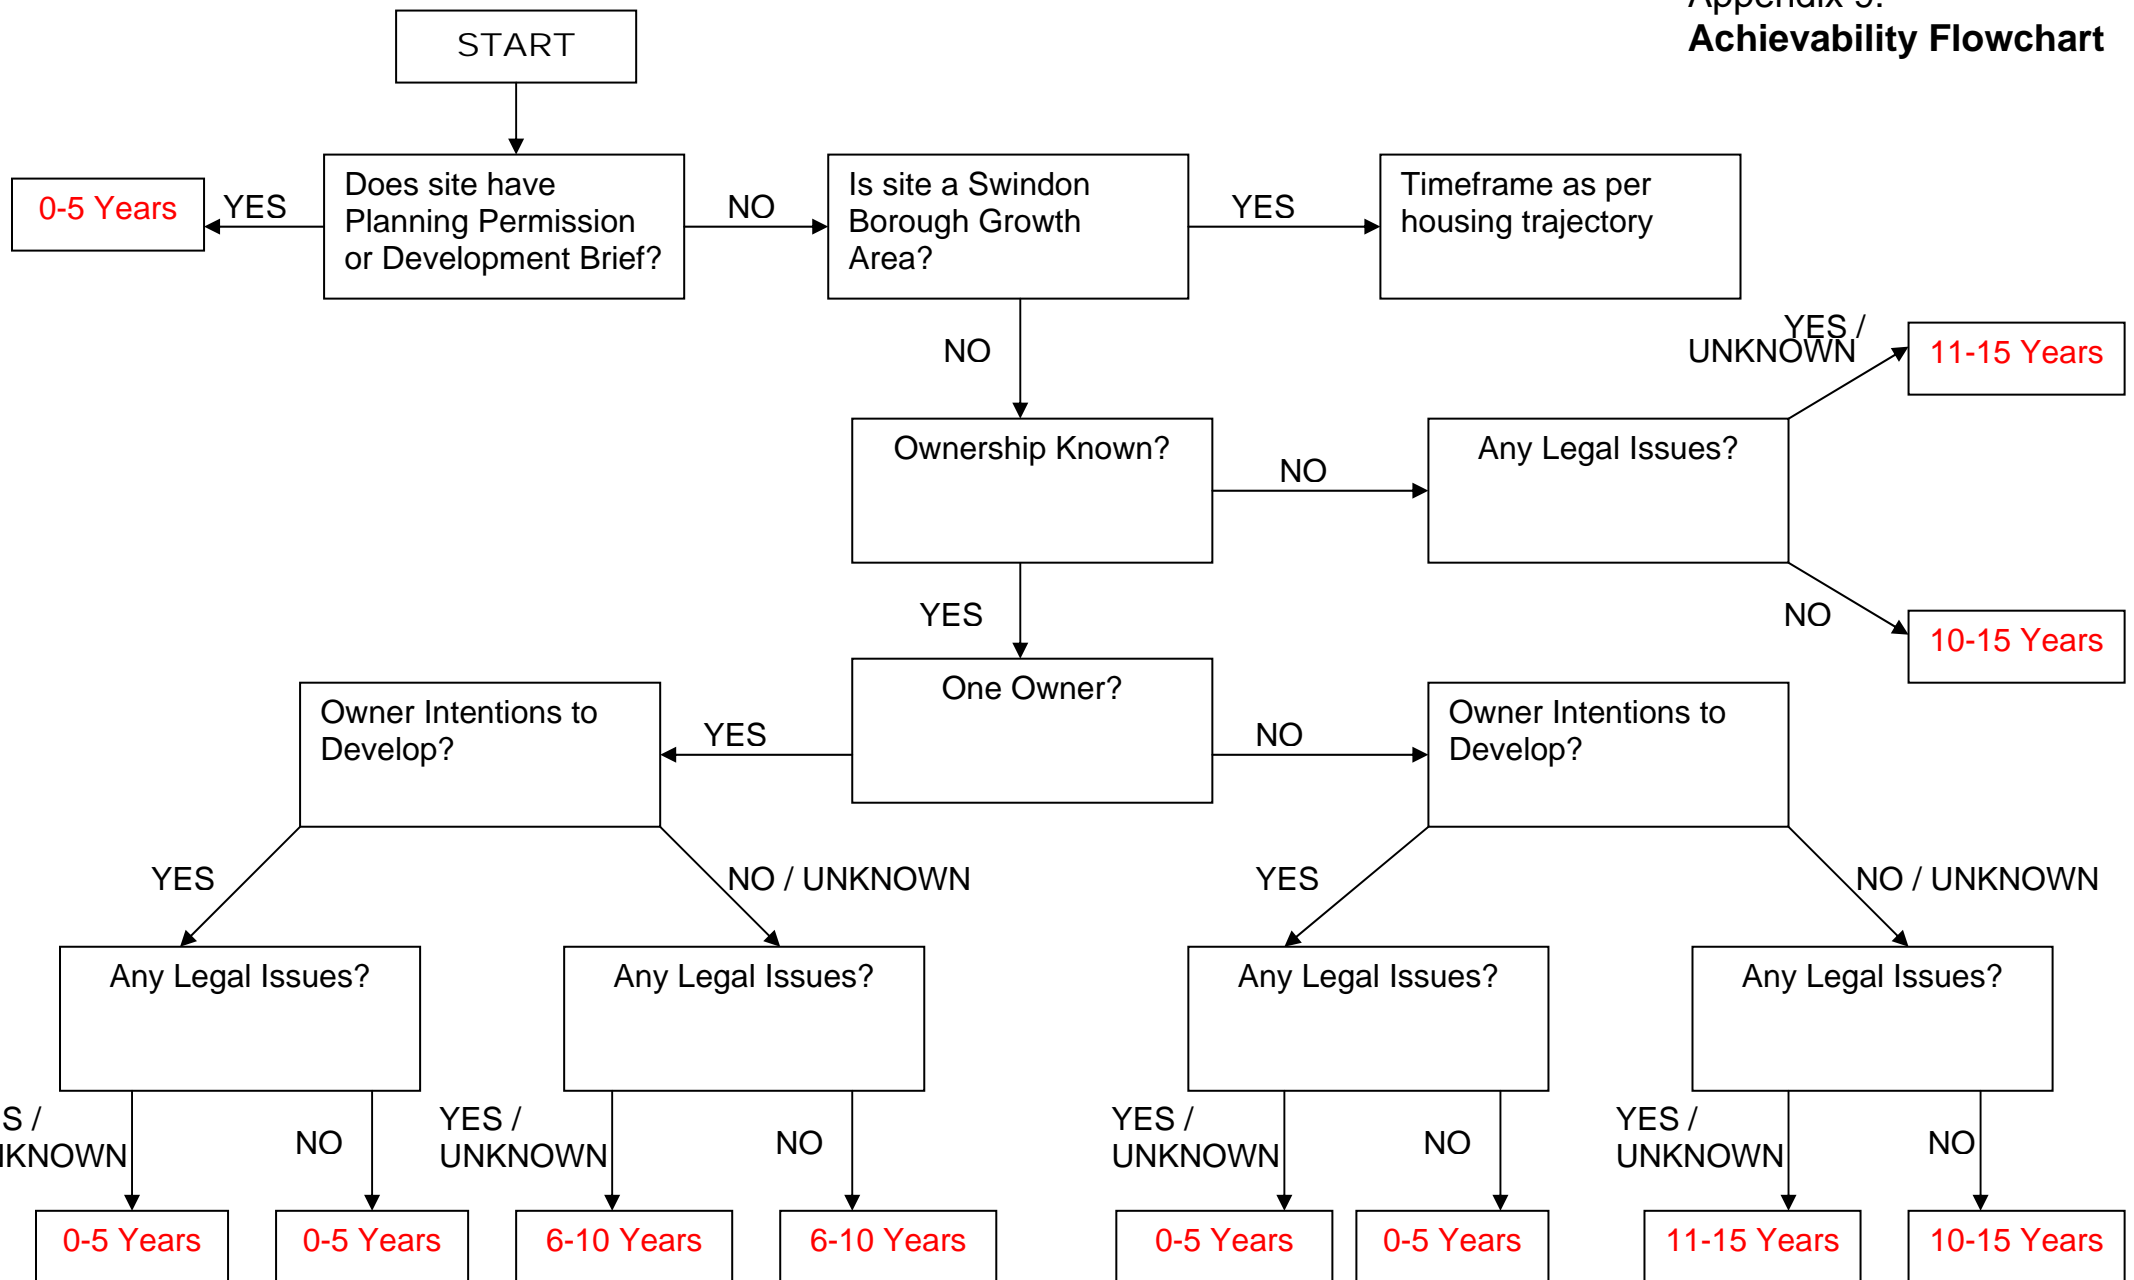 Appendix 9:
Achievability Flowchart
START
0-5 Years
YES
Does site have
Planning Permission
or Development Brief?
NO
Is site a Swindon
Borough Growth
Area?
YES
Timeframe as per
housing trajectory
NO
YES /
UNKNOWN
11-15 Years
Ownership Known?
NO
Any Legal Issues?
YES
NO
10-15 Years
One Owner?
Owner Intentions to
Develop?
YES
NO
Owner Intentions to
Develop?
YES
NO / UNKNOWN
YES
NO / UNKNOWN
Any Legal Issues?
Any Legal Issues?
Any Legal Issues?
Any Legal Issues?
S /
NKNOWN
NO
YES /
UNKNOWN
NO
YES /
UNKNOWN
NO
YES /
UNKNOWN
NO
0-5 Years
0-5 Years
6-10 Years
6-10 Years
0-5 Years
0-5 Years
11-15 Years
10-15 Years